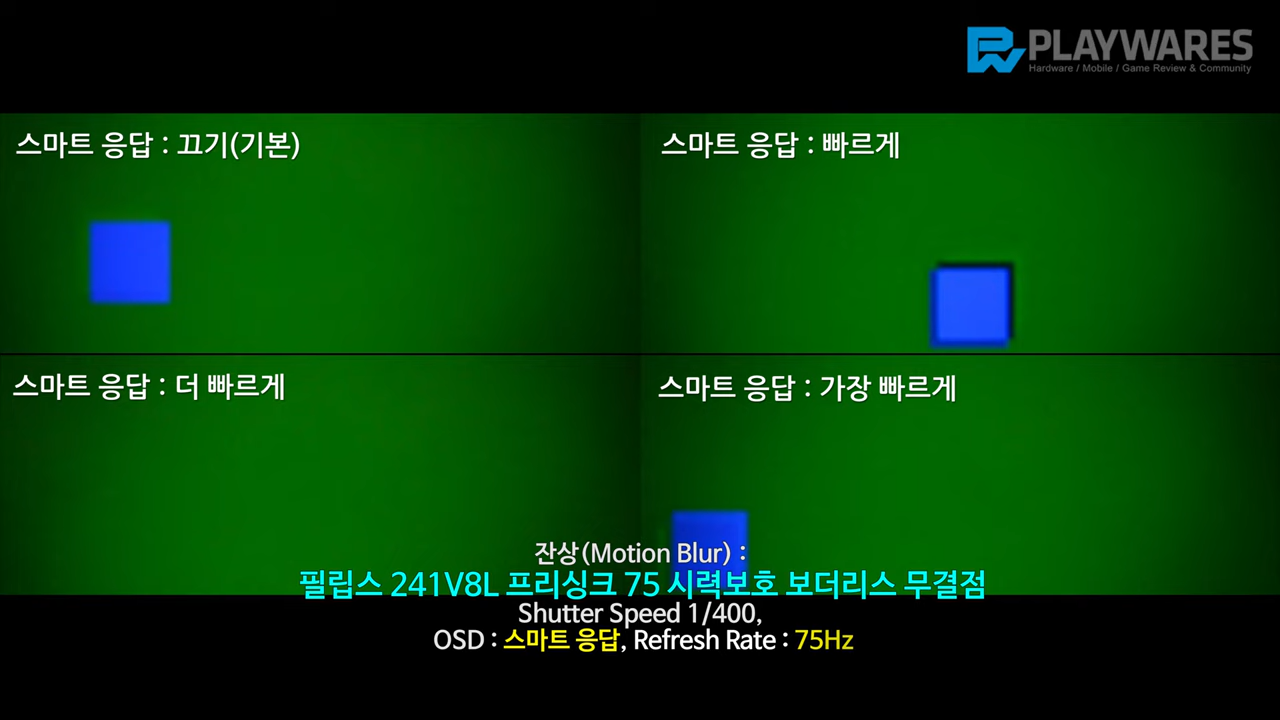 PLAYWARES
Hardware / Mobile / Game Review & Community
스마트 응답 : 끄기(기본)
스마트 응답 : 빠르게
스마트 응답 : 더 빠르게
스마트 응답 : 가장 빠르게
잔상(Motion Blur) :
필립스 241V8L 프리싱크 75 시력보호 보더리스 무결점
Shutter Speed 1/400,
OSD : 스마트 응답, Refresh Rate : 75Hz